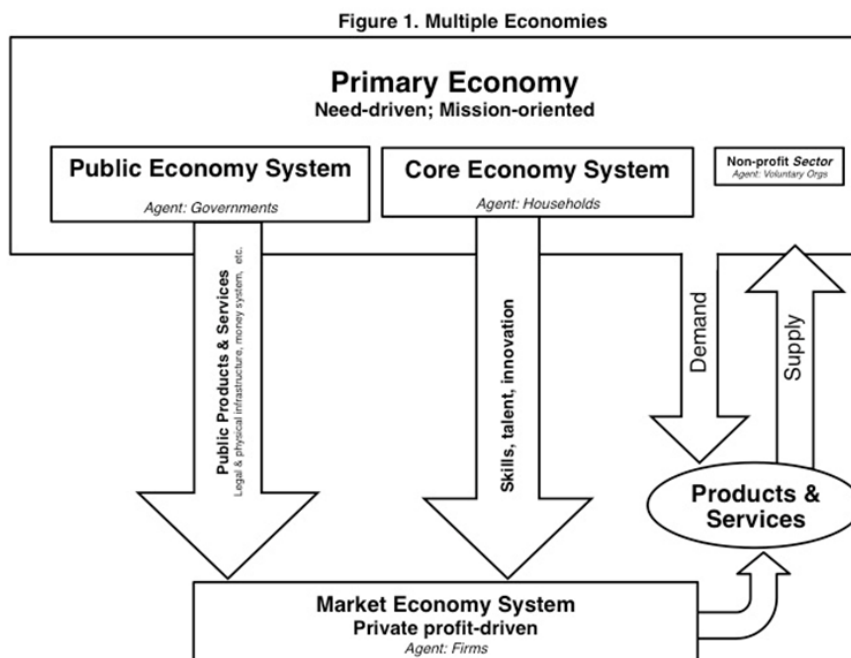 Figure 1. Multiple Economies
Primary Economy
Need-driven; Mission-oriented
Public Economy System
Agent: Governments
Core Economy System
Agent: Households
Non-profit Sector
Agent: Voluntary Orgs
Public Products & Services
Legal & physical infrastructure, money system, etc.
Skills, talent, innovation
Demand
Supply
Products &
Services
Market Economy System
Private profit-driven
Agent: Firms